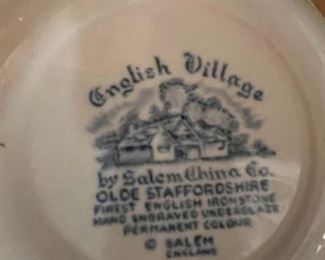 English Village
by Salem China Co.
OLDE STAFFORDSHIRE
FINEST ENGLISH IRONSTONE
HAND ENGRAVED UNDERGLAZE
PERMANENT COLOUR
© SALEM
ENGLAND